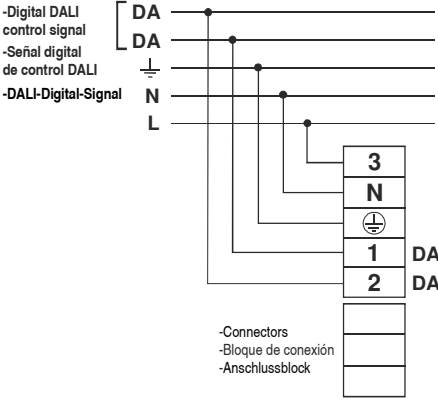 -Digital DALI
control signal
-Señal digital
de control DALI
-DALI-Digital-Signal
DA
DA
N
L
3
N
1 DA
2 DA
-Connectors
-Bloque de conexión
-Anschlussblock